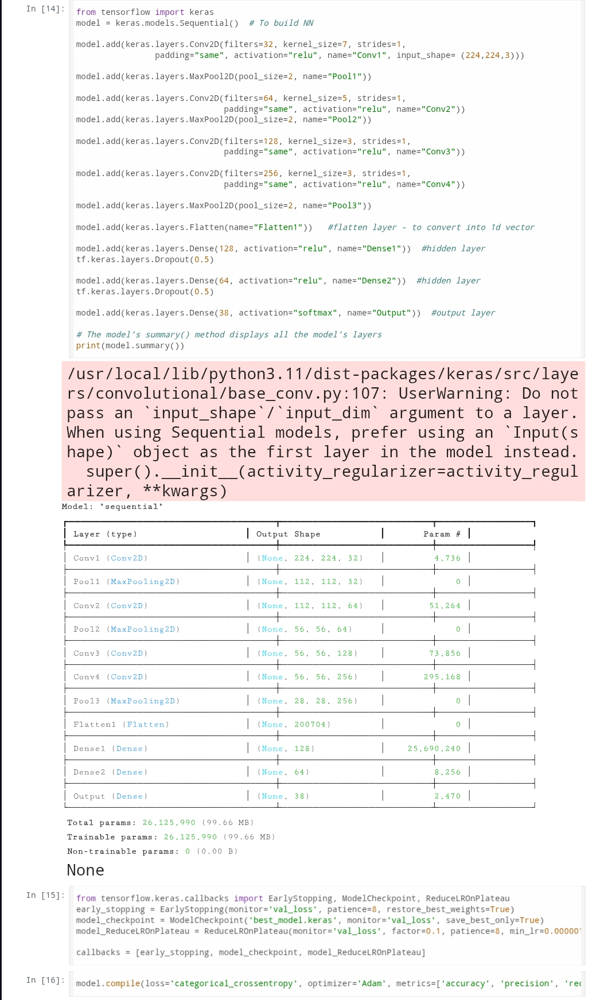 In [14]:
from tensorflow import keras
model = keras.models.Sequential()  # To build NN
model.add(keras.layers.Conv2D(filters=32, kernel_size=7, strides=1,
                padding="same", activation="relu", name="Conv1", input_shape= (224,224,3)))
model.add(keras.layers.MaxPool2D(pool_size=2, name="Pool1"))
model.add(keras.layers.Conv2D(filters=64, kernel_size=5, strides=1,
                              padding="same", activation="relu", name="Conv2"))
model.add(keras.layers.MaxPool2D(pool_size=2, name="Pool2"))
model.add(keras.layers.Conv2D(filters=128, kernel_size=3, strides=1,
                              padding="same", activation="relu", name="Conv3"))
model.add(keras.layers.Conv2D(filters=256, kernel_size=3, strides=1,
                              padding="same", activation="relu", name="Conv4"))
model.add(keras.layers.MaxPool2D(pool_size=2, name="Pool3"))
model.add(keras.layers.Flatten(name="Flatten1"))   #flatten layer - to convert into 1d vector
model.add(keras.layers.Dense(128, activation="relu", name="Dense1"))  #hidden layer
tf.keras.layers.Dropout(0.5)
model.add(keras.layers.Dense(64, activation="relu", name="Dense2"))  #hidden layer
tf.keras.layers.Dropout(0.5)
model.add(keras.layers.Dense(38, activation="softmax", name="Output"))  #output layer
# The model’s summary() method displays all the model’s layers
print(model.summary())
/usr/local/lib/python3.11/dist-packages/keras/src/laye
rs/convolutional/base_conv.py:107: UserWarning: Do not
pass an `input_shape`/`input_dim` argument to a layer.
When using Sequential models, prefer using an `Input(s
hape)` object as the first layer in the model instead.
  super().__init__(activity_regularizer=activity_regul
arizer, **kwargs)
Model: "sequential"
Layer (type) Output Shape Param #
Conv1 (Conv2D) (None, 224, 224, 32) 4,736
Pool1 (MaxPooling2D) (None, 112, 112, 32) 0
Conv2 (Conv2D) (None, 112, 112, 64) 51,264
Pool2 (MaxPooling2D) (None, 56, 56, 64) 0
Conv3 (Conv2D) (None, 56, 56, 128) 73,856
Conv4 (Conv2D) (None, 56, 56, 256) 295,168
Pool3 (MaxPooling2D) (None, 28, 28, 256) 0
Flatten1 (Flatten) (None, 200704) 0
Dense1 (Dense) (None, 128) 25,690,240
Dense2 (Dense) (None, 64) 8,256
Output (Dense) (None, 38) 2,470
Total params: 26,125,990 (99.66 MB)
Trainable params: 26,125,990 (99.66 MB)
Non-trainable params: 0 (0.00 B)
None
In [15]:
from tensorflow.keras.callbacks import EarlyStopping, ModelCheckpoint, ReduceLROnPlateau
early_stopping = EarlyStopping(monitor='val_loss', patience=8, restore_best_weights=True)
model_checkpoint = ModelCheckpoint('best_model.keras', monitor='val_loss', save_best_only=True)
model_ReduceLROnPlateau = ReduceLROnPlateau(monitor='val_loss', factor=0.1, patience=8, min_lr=0.000001
callbacks = [early_stopping, model_checkpoint, model_ReduceLROnPlateau]
In [16]:
model.compile(loss='categorical_crossentropy', optimizer='Adam', metrics=['accuracy', 'precision', 'rec